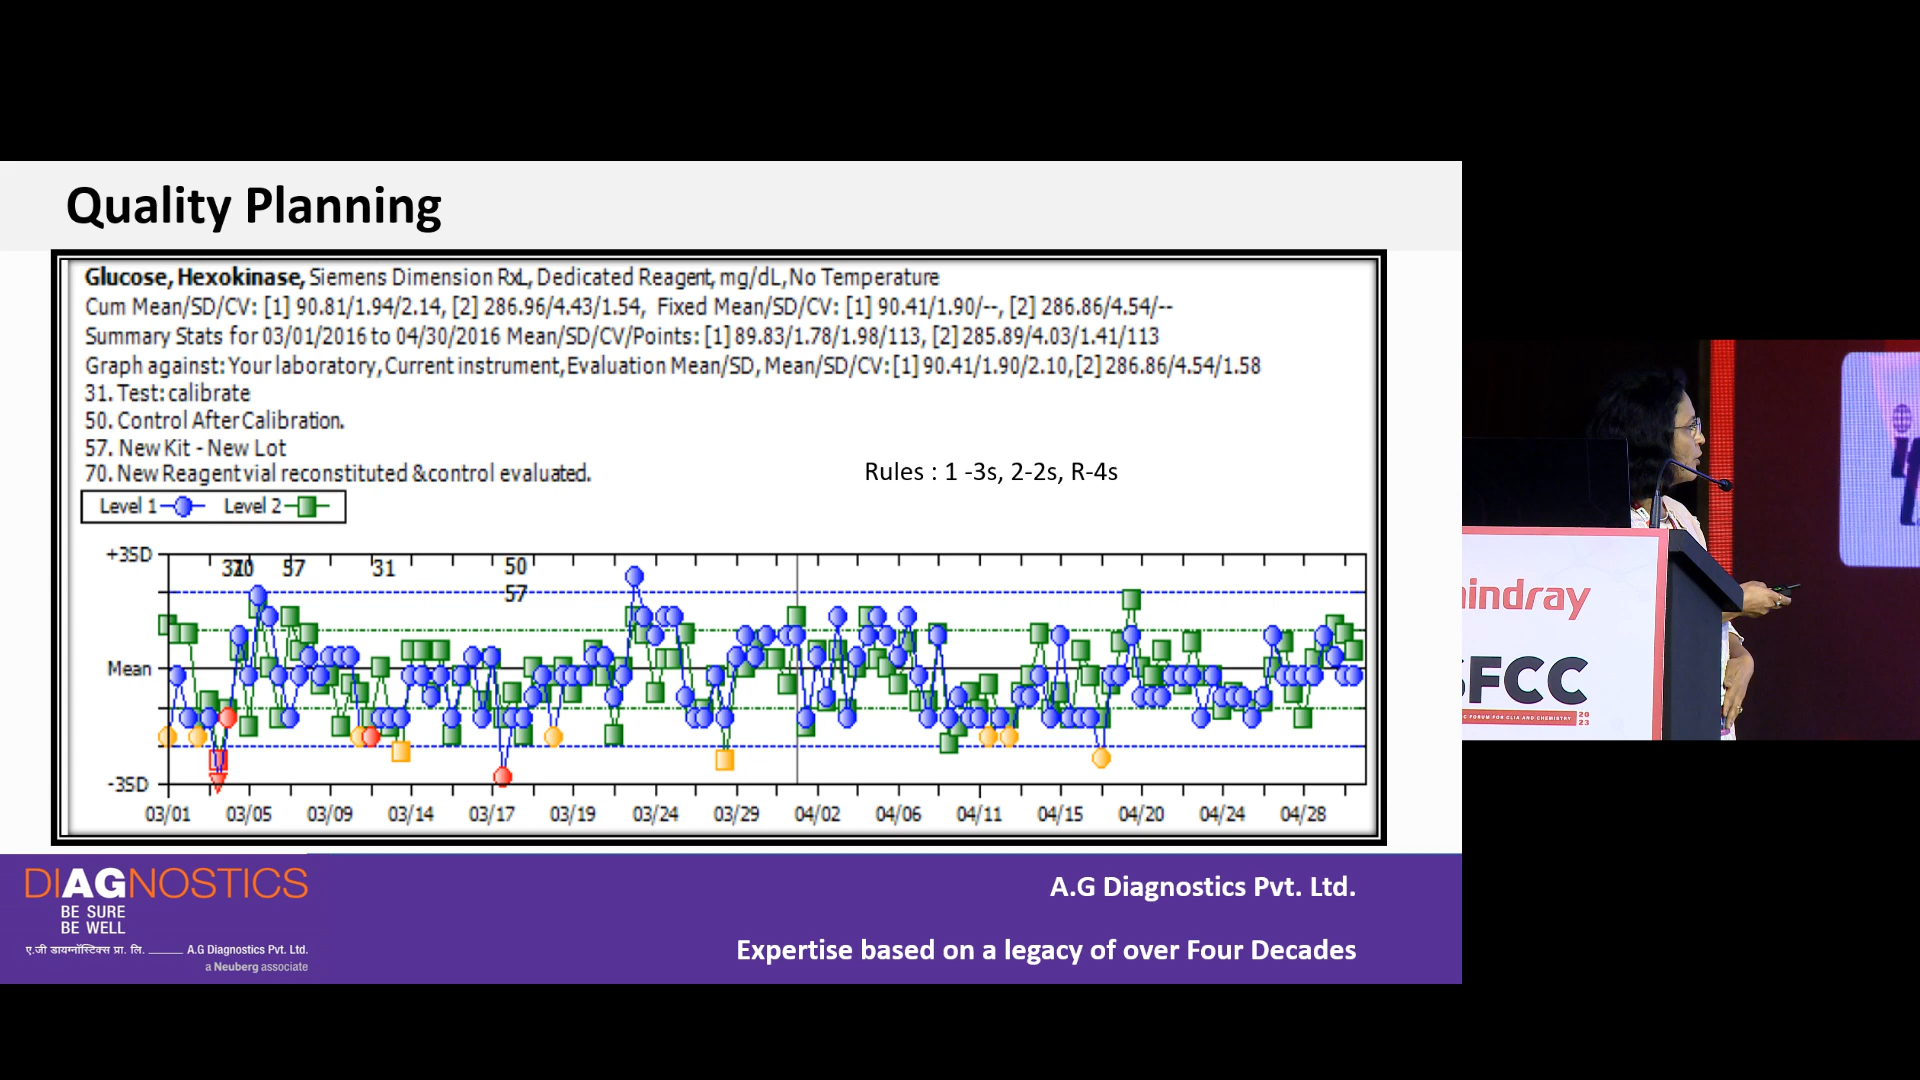 Quality Planning
Glucose, Hexokinase, Siemens Dimension RxL, Dedicated Reagent, mg/dL, No Temperature
Cum Mean/SD/CV: [1] 90.81/1.94/2.14, [2] 286.96/4.43/1.54, Fixed Mean/SD/CV: [1] 90.41/1.90/--, [2] 286.86/4.54/--
Summary Stats for 03/01/2016 to 04/30/2016 Mean/SD/CV/Points: [1] 89.83/1.78/1.98/113, [2] 285.89/4.03/1.41/113
Graph against: Your laboratory, Current instrument, Evaluation Mean/SD, Mean/SD/CV: [1] 90.41/1.90/2.10, [2] 286.86/4.54/1.58
31. Test: calibrate
50. Control After Calibration.
57. New Kit - New Lot
70. New Reagent vial reconstituted & control evaluated.
Rules : 1 -3s, 2-2s, R-4s
Level 1 Level 2
+3SD
57 31 50
57
Mean
-3SD
03/01 03/05 03/09 03/14 03/17 03/19 03/24 03/29 04/02 04/06 04/11 04/15 04/20 04/24 04/28
DIAGNOSTICS
BE SURE
BE WELL
ए.जी डायग्नॉस्टिक्स प्रा. लि. A.G Diagnostics Pvt. Ltd.
a Neuberg associate
A.G Diagnostics Pvt. Ltd.
Expertise based on a legacy of over Four Decades
indray
FCC
FORUM FOR CLIA AND CHEMISTRY
20
23